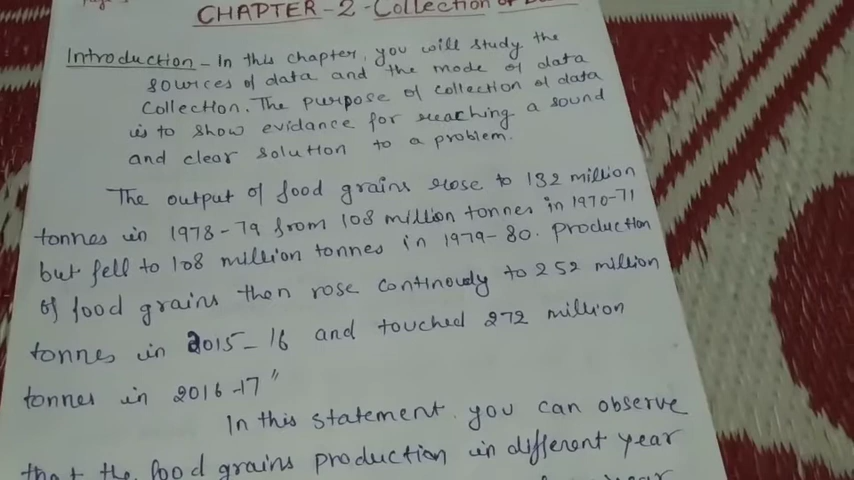 CHAPTER-2-Collection of
Introduction - In this chapter, you will study the
sources of data and the mode of data
Collection. The purpose of collection of data
is to show evidence for reaching a sound
and clear solution to a problem.
The output of food grains rose to 132 million
tonnes in 1978-79 from 108 million tonnes in 1970-71
but fell to 108 million tonnes in 1979-80. production
of food grains then rose continously to 252 million
tonnes in 2015-16 and touched 272 million
tonnes in 2016-17"
In this statement, you can observe
that the food grains production in different year
year